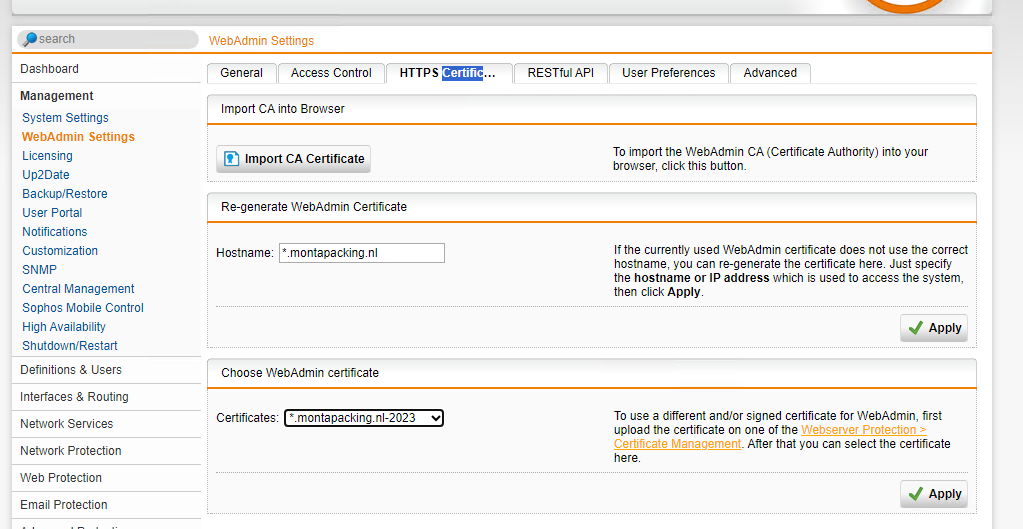 search
WebAdmin Settings
Dashboard
Management
System Settings
WebAdmin Settings
Licensing
Up2Date
Backup/Restore
User Portal
Notifications
Customization
SNMP
Central Management
Sophos Mobile Control
High Availability
Shutdown/Restart
Definitions & Users
Interfaces & Routing
Network Services
Network Protection
Web Protection
Email Protection
General
Access Control
HTTPS Certific...
RESTful API
User Preferences
Advanced
Import CA into Browser
Import CA Certificate
To import the WebAdmin CA (Certificate Authority) into your
browser, click this button.
Re-generate WebAdmin Certificate
Hostname: *.montapacking.nl
If the currently used WebAdmin certificate does not use the correct
hostname, you can re-generate the certificate here. Just specify
the hostname or IP address which is used to access the system,
then click Apply.
Apply
Choose WebAdmin certificate
Certificates: *.montapacking.nl-2023
To use a different and/or signed certificate for WebAdmin, first
upload the certificate on one of the Webserver Protection >
Certificate Management. After that you can select the certificate
here.
Apply